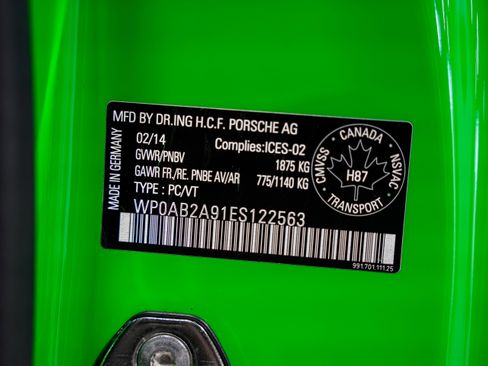 MFD BY DR.ING H.C.F. PORSCHE AG
02/14 Complies:ICES-02
GVWR/PNBV 1875 KG
GAWR FR./RE. PNBE AV/AR 775/1140 KG
TYPE : PC/VT
WP0AB2A91ES122563
MADE IN GERMANY
CANADA
CMVSS
NSVAC
H87
TRANSPORT
991.701.111.25